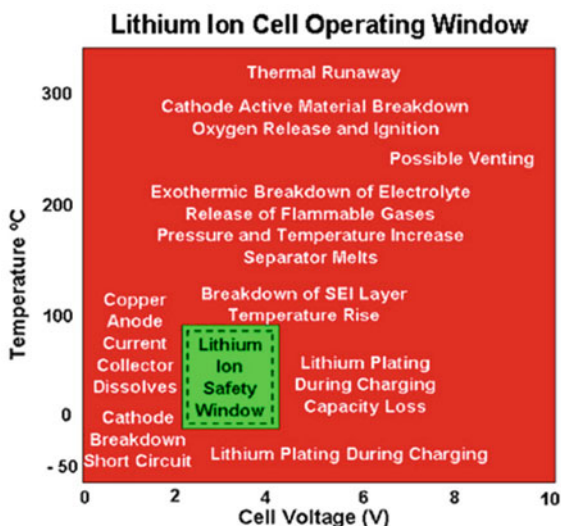 Lithium Ion Cell Operating Window
Thermal Runaway
300
Cathode Active Material Breakdown
Oxygen Release and Ignition
Possible Venting
Exothermic Breakdown of Electrolyte
200
Release of Flammable Gases
Pressure and Temperature Increase
Separator Melts
Temperature ºC
Breakdown of SEI Layer
Temperature Rise
100
Copper
Anode
Current
Collector
Dissolves
Lithium
Ion
Safety
Window
Lithium Plating
During Charging
Capacity Loss
0
Cathode
Breakdown
Short Circuit
Lithium Plating During Charging
- 50
0 2 4 6 8 10
Cell Voltage (V)